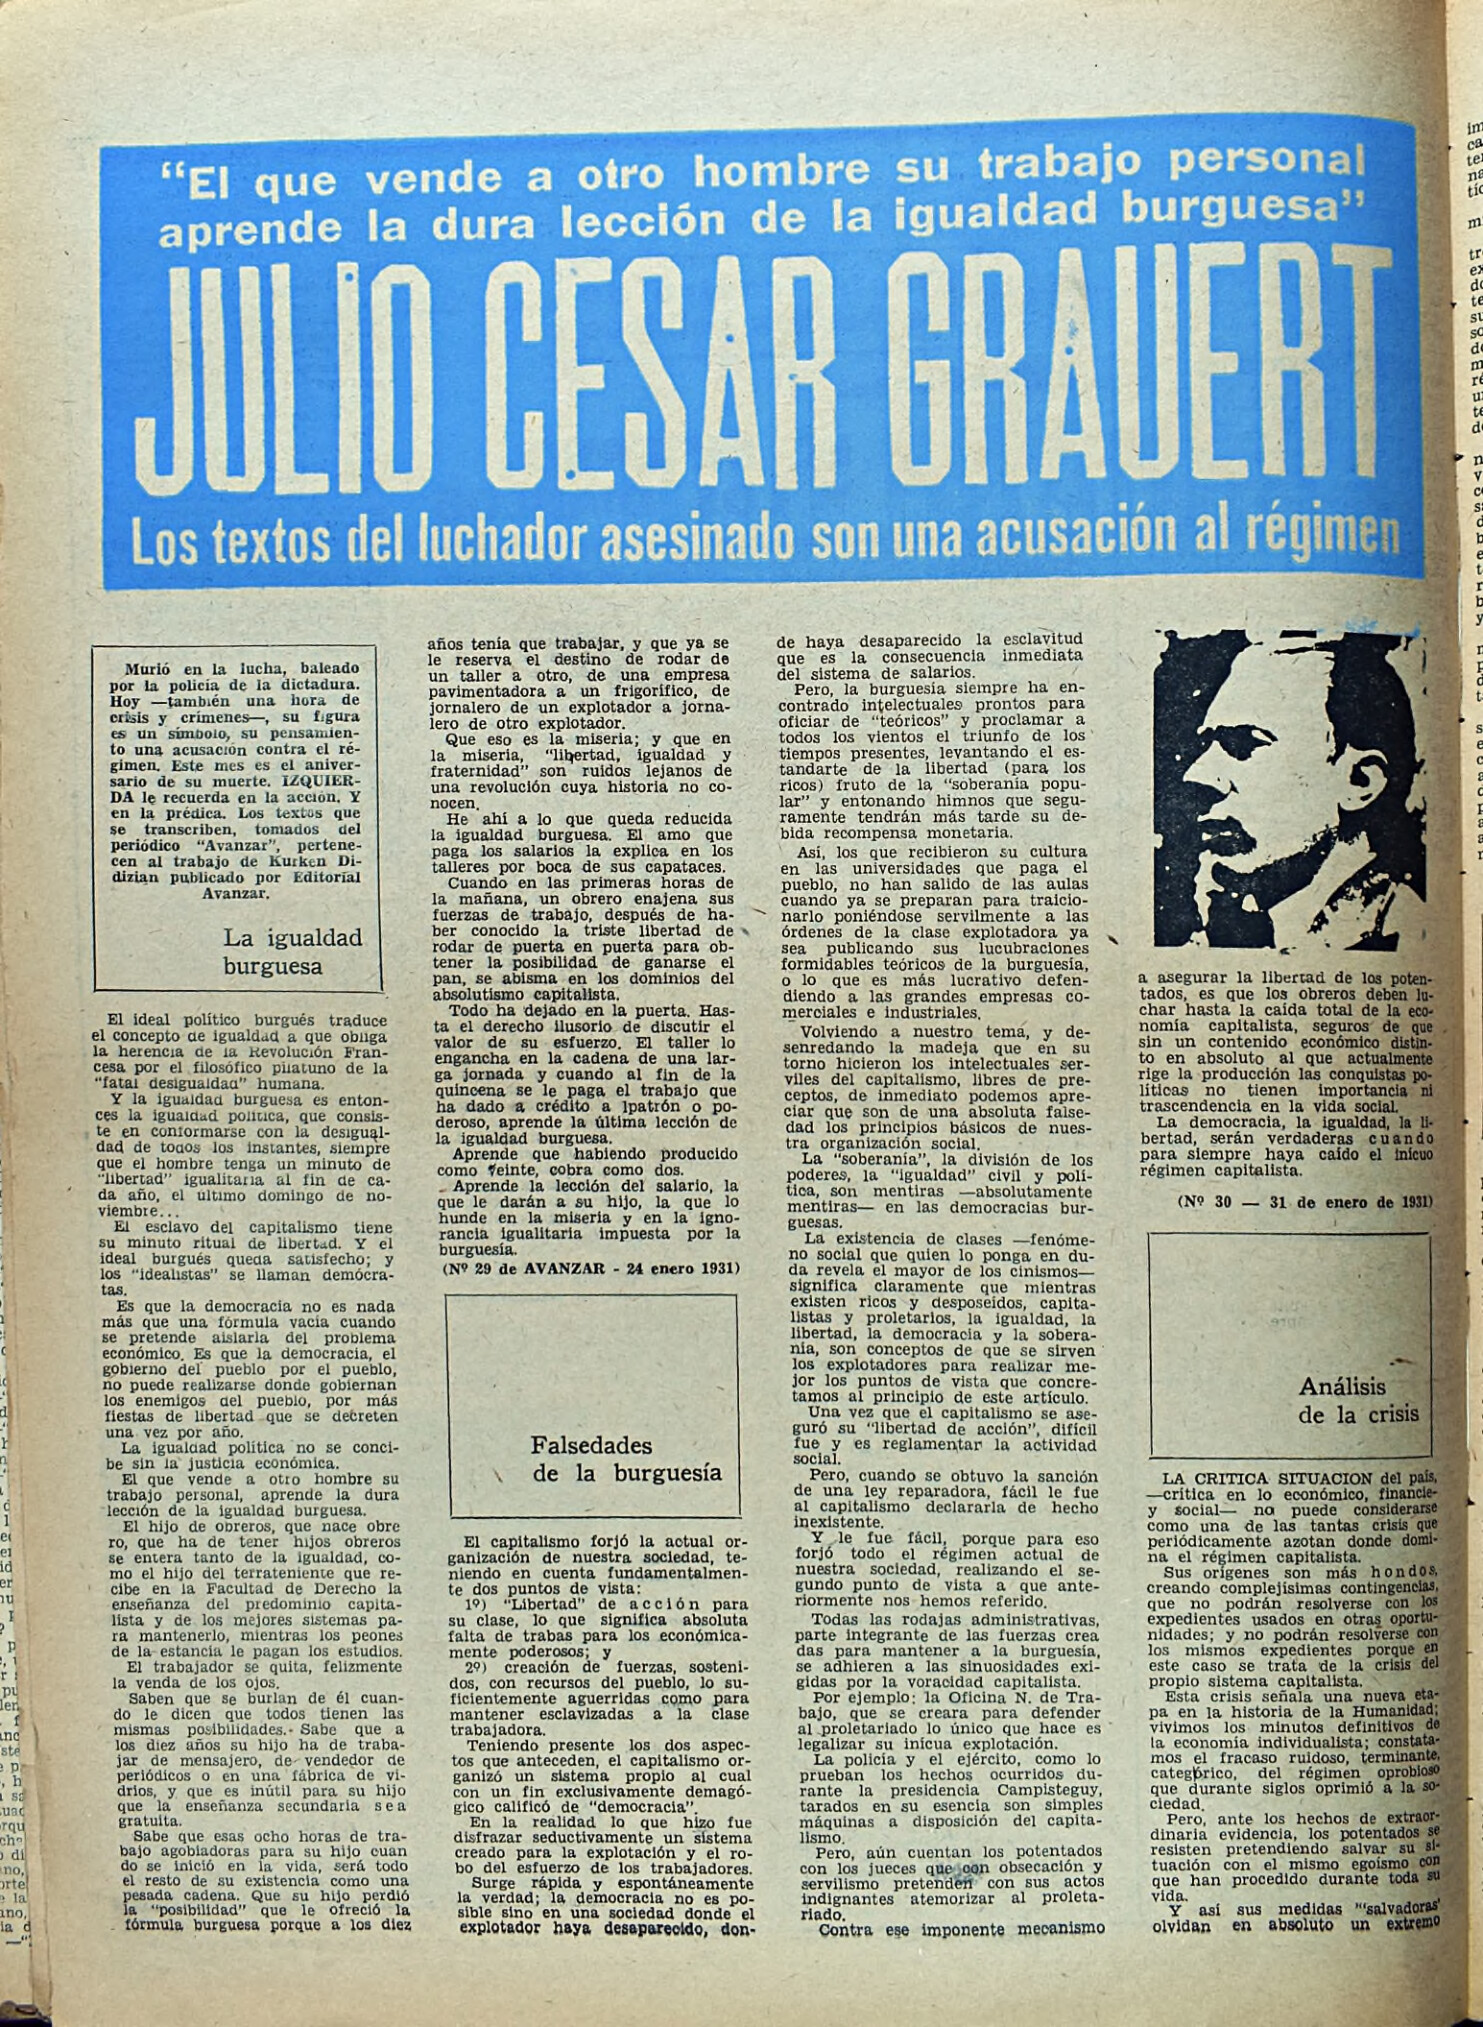 "El que vende a otro hombre su trabajo personal
aprende la dura lección de la igualdad burguesa"
JULIO CESAR GRAUERT
Los textos del luchador asesinado son una acusación al régimen
Murió en la lucha, baleado
por la policía de la dictadura.
Hoy —también una hora de
crisis y crímenes—, su figura
es un símbolo, su pensamien-
to una acusación contra el ré-
gimen. Este mes es el aniver-
sario de su muerte. IZQUIER-
DA le recuerda en la acción. Y
en la prédica. Los textos que
se transcriben, tomados del
periódico "Avanzar", pertene-
cen al trabajo de Kurken Di-
dizian publicado por Editorial
Avanzar.
La igualdad
burguesa
El ideal político burgués traduce
el concepto de igualdad a que obliga
la herencia de la Revolución Fran-
cesa por el filosófico piiatuno de la
"fatal desigualdad" humana.
Y la igualdad burguesa es enton-
ces la igualdad política, que consis-
te en conformarse con la desigual-
dad de todos los instantes, siempre
que el hombre tenga un minuto de
"libertad" igualitaria al fin de ca-
da año, el ultimo domingo de no-
viembre...
El esclavo del capitalismo tiene
su minuto ritual de libertad. Y el
ideal burgués queda satisfecho; y
los "idealistas" se llaman demócra-
tas.
Es que la democracia no es nada
más que una fórmula vacía cuando
se pretende aislarla del problema
económico. Es que la democracia, el
gobierno del pueblo por el pueblo,
no puede realizarse donde gobiernan
los enemigos del pueblo, por más
fiestas de libertad que se decreten
una vez por año.
La igualdad política no se conci-
be sin la justicia económica.
El que vende a otro hombre su
trabajo personal, aprende la dura
lección de la igualdad burguesa.
El hijo de obreros, que nace obre
ro, que ha de tener hijos obreros
se entera tanto de la igualdad, co-
mo el hijo del terrateniente que re-
cibe en la Facultad de Derecho la
enseñanza del predominio capita-
lista y de los mejores sistemas pa-
ra mantenerlo, mientras los peones
de la estancia le pagan los estudios.
El trabajador se quita, felizmente
la venda de los ojos.
Saben que se burlan de él cuan-
do le dicen que todos tienen las
mismas posibilidades. Sabe que a
los diez años su hijo ha de traba-
jar de mensajero, de vendedor de
periódicos o en una fábrica de vi-
drios, y que es inútil para su hijo
que la enseñanza secundaria sea
gratuita.
Sabe que esas ocho horas de tra-
bajo agobiadoras para su hijo cuan
do se inició en la vida, será todo
el resto de su existencia como una
pesada cadena. Que su hijo perdió
la "posibilidad" que le ofreció la
fórmula burguesa porque a los diez
años tenía que trabajar, y que ya se
le reserva el destino de rodar de
un taller a otro, de una empresa
pavimentadora a un frigorífico, de
jornalero de un explotador a jorna-
lero de otro explotador.
Que eso es la miseria; y que en
la miseria, "libertad, igualdad y
fraternidad" son ruidos lejanos de
una revolución cuya historia no co-
nocen.
He ahí a lo que queda reducida
la igualdad burguesa. El amo que
paga los salarios la explica en los
talleres por boca de sus capataces.
Cuando en las primeras horas de
la mañana, un obrero enajena sus
fuerzas de trabajo, después de ha-
ber conocido la triste libertad de
rodar de puerta en puerta para ob-
tener la posibilidad de ganarse el
pan, se abisma en los dominios del
absolutismo capitalista.
Todo ha dejado en la puerta. Has-
ta el derecho ilusorio de discutir el
valor de su esfuerzo. El taller lo
engancha en la cadena de una lar-
ga jornada y cuando al fin de la
quincena se le paga el trabajo que
ha dado a crédito a lpatrón o po-
deroso, aprende la última lección de
la igualdad burguesa.
Aprende que habiendo producido
como veinte, cobra como dos.
Aprende la lección del salario, la
que le darán a su hijo, la que lo
hunde en la miseria y en la igno-
rancia igualitaria impuesta por la
burguesía.
(Nº 29 de AVANZAR - 24 enero 1931)
Falsedades
de la burguesía
El capitalismo forjó la actual or-
ganización de nuestra sociedad, te-
niendo en cuenta fundamentalmen-
te dos puntos de vista:
1º) "Libertad" de acción para
su clase, lo que significa absoluta
falta de trabas para los económica-
mente poderosos; y
2º) creación de fuerzas, sosteni-
dos, con recursos del pueblo, lo su-
ficientemente aguerridas como para
mantener esclavizadas a la clase
trabajadora.
Teniendo presente los dos aspec-
tos que anteceden, el capitalismo or-
ganizó un sistema propio al cual
con un fin exclusivamente demagó-
gico calificó de "democracia".
En la realidad lo que hizo fue
disfrazar seductivamente un sistema
creado para la explotación y el ro-
bo del esfuerzo de los trabajadores.
Surge rápida y espontáneamente
la verdad; la democracia no es po-
sible sino en una sociedad donde el
explotador haya desaparecido, don-
de haya desaparecido la esclavitud
que es la consecuencia inmediata
del sistema de salarios.
Pero, la burguesía siempre ha en-
contrado intelectuales prontos para
oficiar de "teóricos" y proclamar a
todos los vientos el triunfo de los
tiempos presentes, levantando el es-
tandarte de la libertad (para los
ricos) fruto de la "soberanía popu-
lar" y entonando himnos que segu-
ramente tendrán más tarde su de-
bida recompensa monetaria.
Así, los que recibieron su cultura
en las universidades que paga el
pueblo, no han salido de las aulas
cuando ya se preparan para traicio-
narlo poniéndose servilmente a las
órdenes de la clase explotadora ya
sea publicando sus lucubraciones
formidables teóricos de la burguesía,
o lo que es más lucrativo defen-
diendo a las grandes empresas co-
merciales e industriales.
Volviendo a nuestro tema, y de-
senredando la madeja que en su
torno hicieron los intelectuales ser-
viles del capitalismo, libres de pre-
ceptos, de inmediato podemos apre-
ciar que son de una absoluta false-
dad los principios básicos de nues-
tra organización social.
La "soberanía", la división de los
poderes, la "igualdad" civil y polí-
tica, son mentiras —absolutamente
mentiras— en las democracias bur-
guesas.
La existencia de clases —fenóme-
no social que quien lo ponga en du-
da revela el mayor de los cinismos—
significa claramente que mientras
existen ricos y desposeídos, capita-
listas y proletarios, la igualdad, la
libertad, la democracia y la sobera-
nía, son conceptos de que se sirven
los explotadores para realizar me-
jor los puntos de vista que concre-
tamos al principio de este artículo.
Una vez que el capitalismo se ase-
guró su "libertad de acción", difícil
fue y es reglamentar la actividad
social.
Pero, cuando se obtuvo la sanción
de una ley reparadora, fácil le fue
al capitalismo declararla de hecho
inexistente.
Y le fue fácil, porque para eso
forjó todo el régimen actual de
nuestra sociedad, realizando el se-
gundo punto de vista a que ante-
riormente nos hemos referido.
Todas las rodajas administrativas,
parte integrante de las fuerzas crea
das para mantener a la burguesía,
se adhieren a las sinuosidades exi-
gidas por la voracidad capitalista.
Por ejemplo: la Oficina N. de Tra-
bajo, que se creara para defender
al proletariado lo único que hace es
legalizar su inícua explotación.
La policía y el ejército, como lo
prueban los hechos ocurridos du-
rante la presidencia Campisteguy,
tarados en su esencia son simples
máquinas a disposición del capita-
lismo.
Pero, aún cuentan los potentados
con los jueces que con obsecación y
servilismo pretenden con sus actos
indignantes atemorizar al proleta-
riado.
Contra ese imponente mecanismo
a asegurar la libertad de los poten-
tados, es que los obreros deben lu-
char hasta la caída total de la eco-
nomía capitalista, seguros de que
sin un contenido económico distin-
to en absoluto al que actualmente
rige la producción las conquistas po-
líticas no tienen importancia ni
trascendencia en la vida social.
La democracia, la igualdad, la li-
bertad, serán verdaderas cuando
para siempre haya caído el inícuo
régimen capitalista.
(Nº 30 — 31 de enero de 1931)
Análisis
de la crisis
LA CRITICA SITUACION del país,
—crítica en lo económico, financie-
y social— no puede considerarse
como una de las tantas crisis que
periódicamente azotan donde domi-
na el régimen capitalista.
Sus orígenes son más hondos,
creando complejísimas contingencias,
que no podrán resolverse con los
expedientes usados en otras oportu-
nidades; y no podrán resolverse con
los mismos expedientes porque en
este caso se trata de la crisis del
propio sistema capitalista.
Esta crisis señala una nueva eta-
pa en la historia de la Humanidad;
vivimos los minutos definitivos de
la economía individualista; constata-
mos el fracaso ruidoso, terminante,
categórico, del régimen oprobioso
que durante siglos oprimió a la so-
ciedad.
Pero, ante los hechos de extraor-
dinaria evidencia, los potentados se
resisten pretendiendo salvar su si-
tuación con el mismo egoísmo con
que han procedido durante toda su
vida.
Y así sus medidas "salvadoras"
olvidan en absoluto un extremo